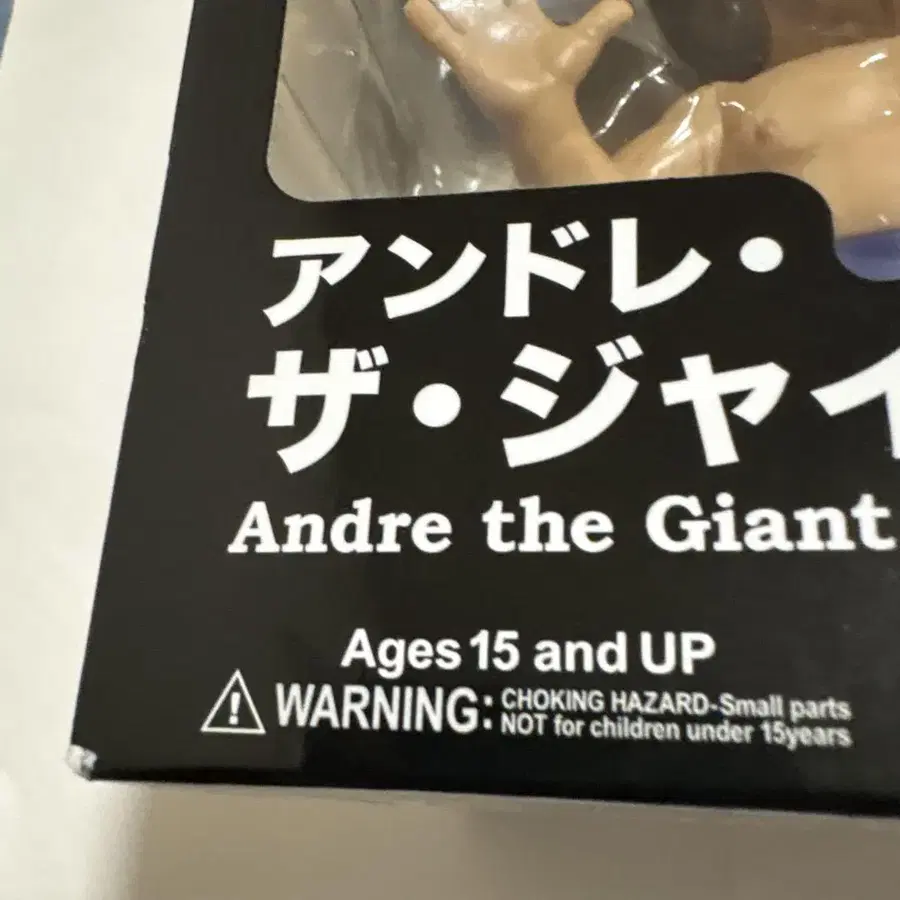 アンドレ・
ザ・ジャイ
Andre the Giant
Ages 15 and UP
WARNING: CHOKING HAZARD-Small parts
NOT for children under 15years